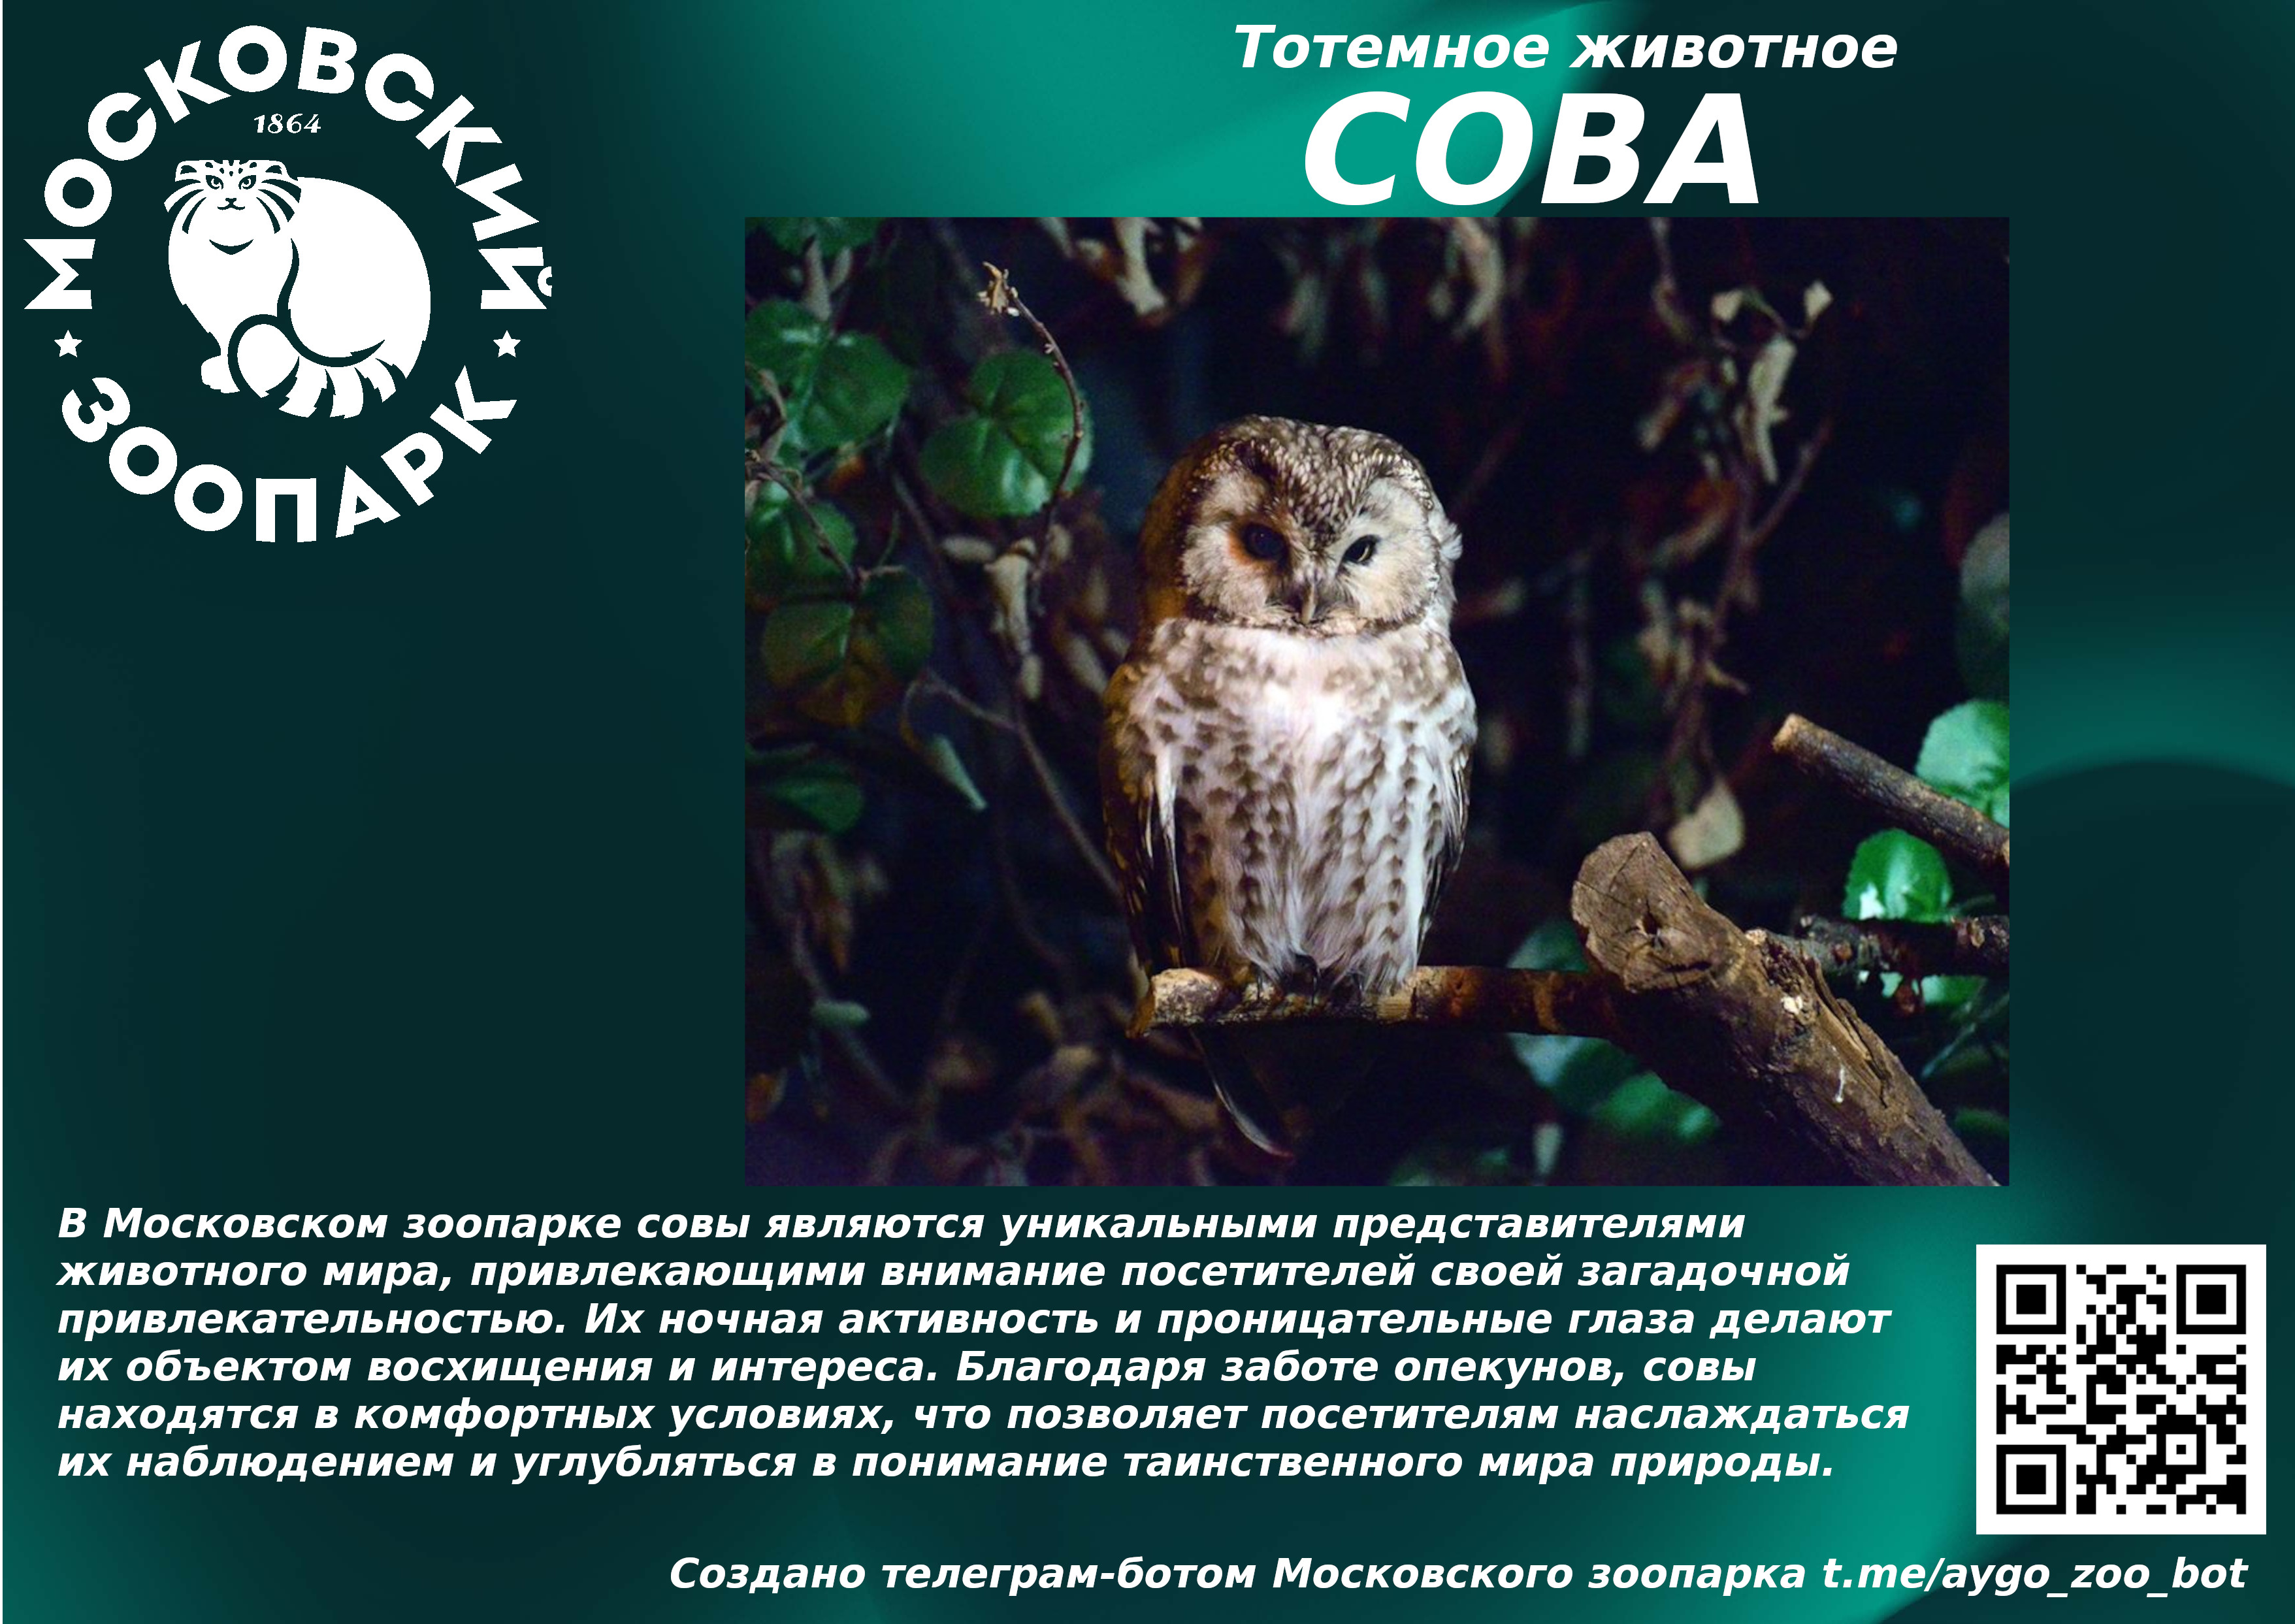 МОСКОВСКИЙ
1864
ЗООПАРК
Тотемное животное
СОВА
В Московском зоопарке совы являются уникальными представителями
животного мира, привлекающими внимание посетителей своей загадочной
привлекательностью. Их ночная активность и проницательные глаза делают
их объектом восхищения и интереса. Благодаря заботе опекунов, совы
находятся в комфортных условиях, что позволяет посетителям наслаждаться
их наблюдением и углубляться в понимание таинственного мира природы.
Создано телеграм-ботом Московского зоопарка t.me/aygo_zoo_bot